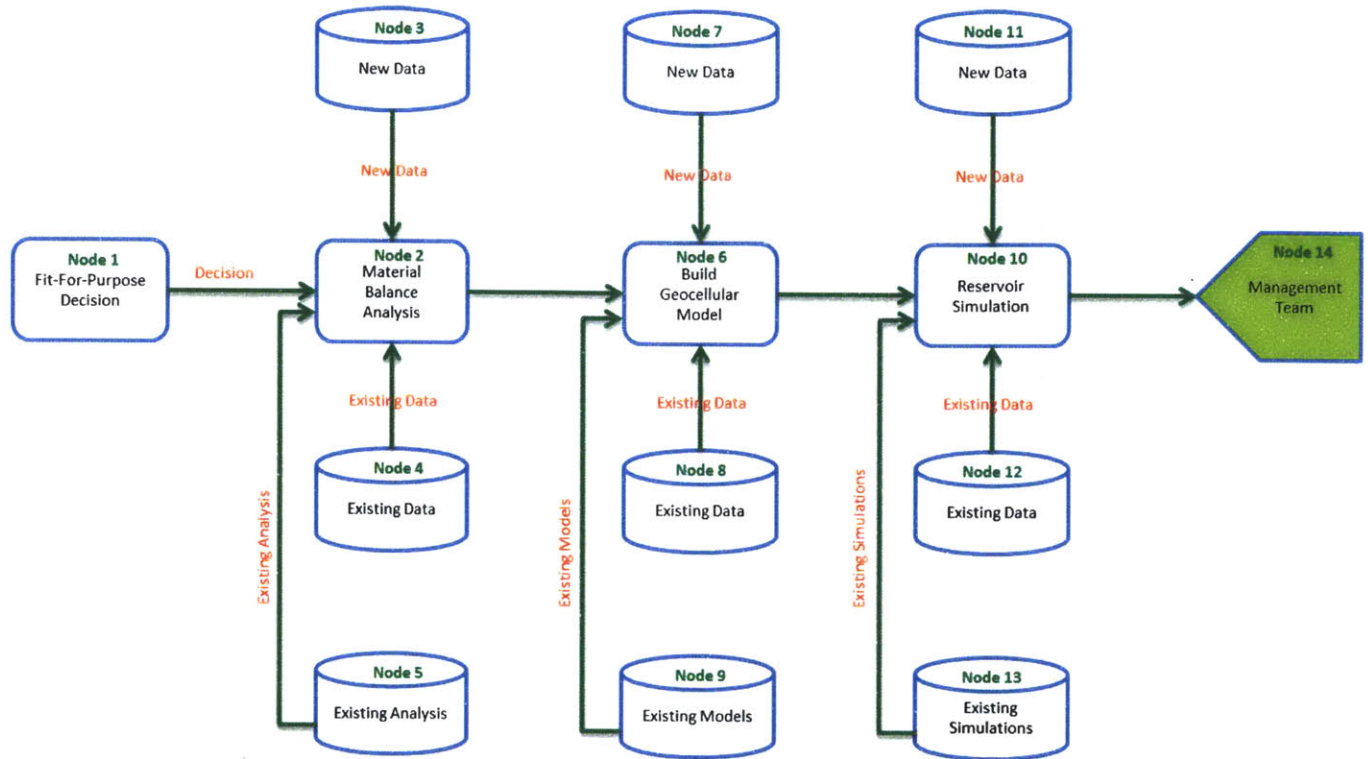 Node 3
New Data
Node 7
New Data
Node 11
New Data
New Data
New Data
New Data
Node 1
Fit-For-Purpose
Decision
Decision
Node 2
Material
Balance
Analysis
Node 6
Build
Geocellular
Model
Node 10
Reservoir
Simulation
Node 14
Management
Team
Existing Data
Existing Data
Existing Data
Node 4
Existing Data
Node 8
Existing Data
Node 12
Existing Data
Existing Analysis
Existing Models
Existing Simulations
Node 5
Existing Analysis
Node 9
Existing Models
Node 13
Existing
Simulations